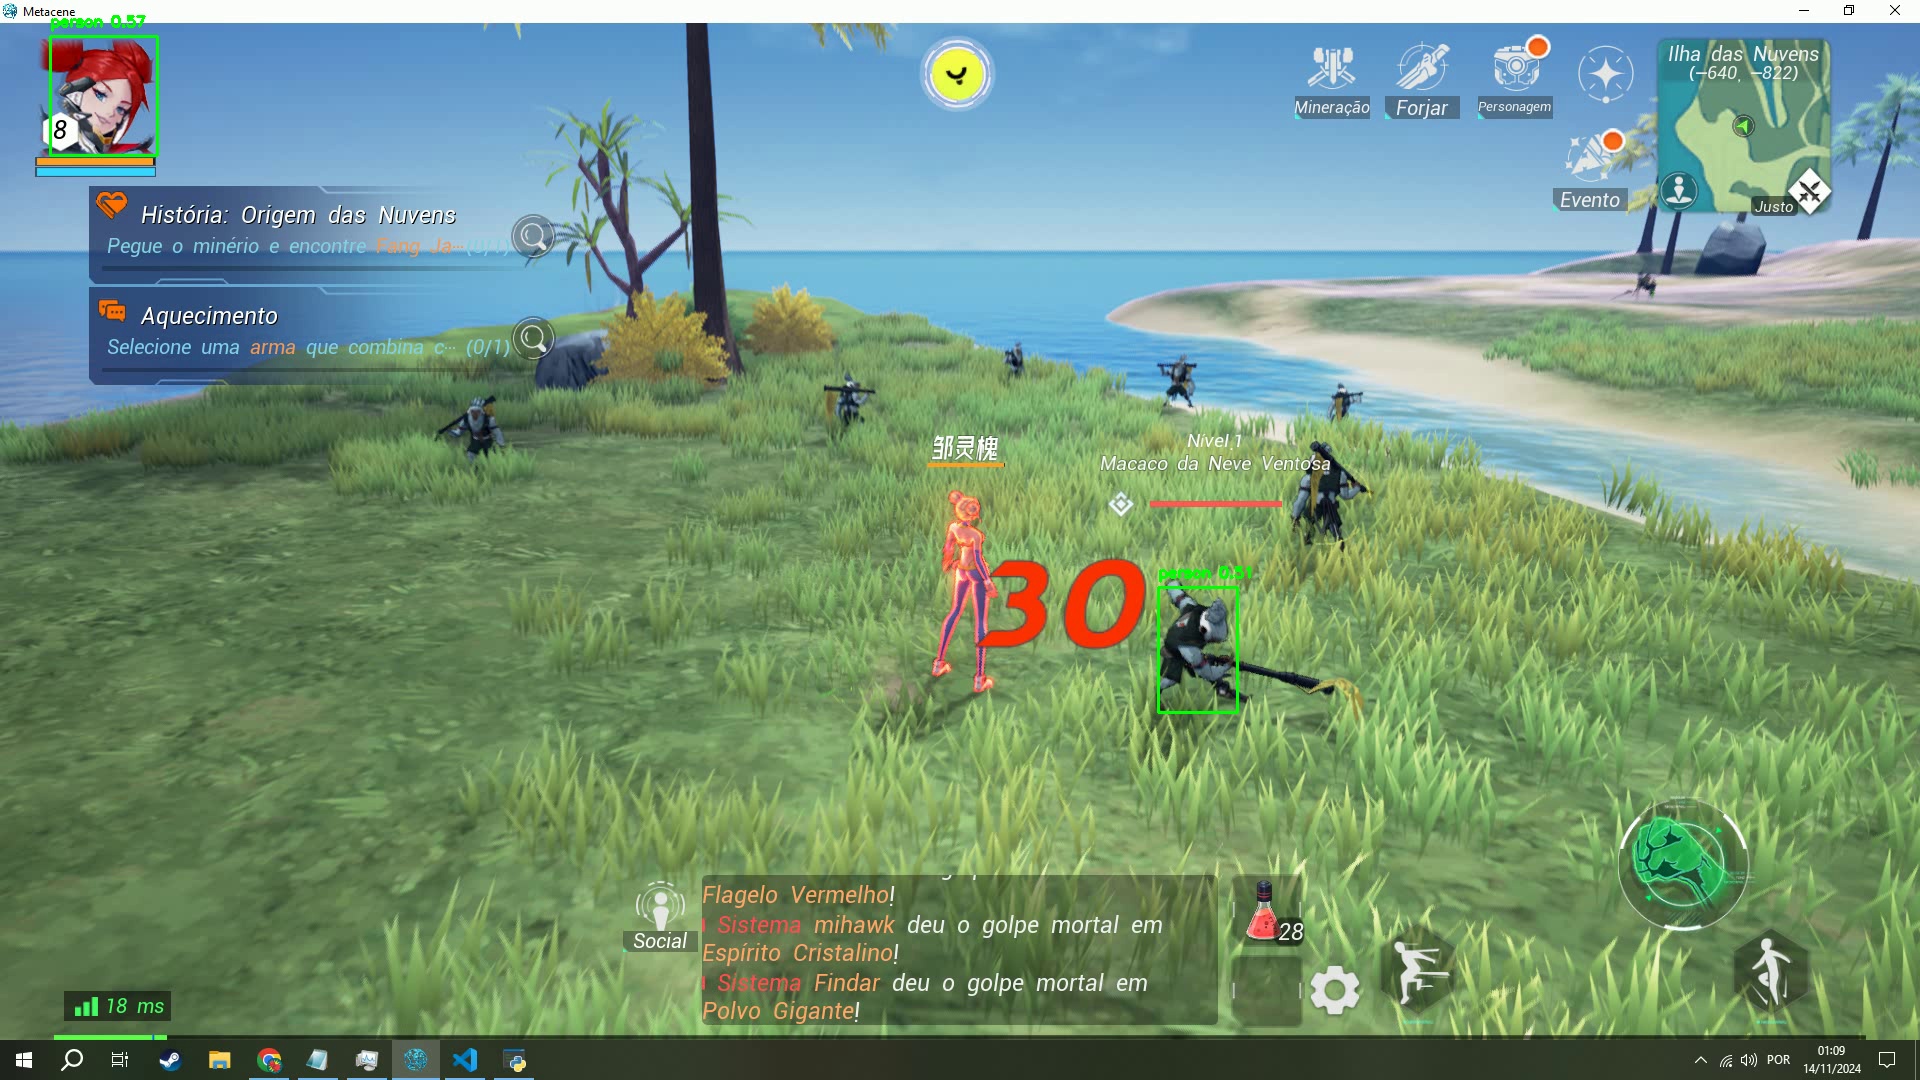 Metacene
person 0.57
8
História: Origem das Nuvens
Pegue o minério e encontre Fang Ja··· (0/1)
Aquecimento
Selecione uma arma que combina c··· (0/1)
Mineração
Forjar
Personagem
Evento
Ilha das Nuvens
(-640, -822)
Justo
邹灵槐
Nível 1
Macaco da Neve Ventosa
30
person 0.51
Social
Flagelo Vermelho!
Sistema mihawk deu o golpe mortal em
Espírito Cristalino!
Sistema Findar deu o golpe mortal em
Polvo Gigante!
28
18 ms
POR
01:09
14/11/2024